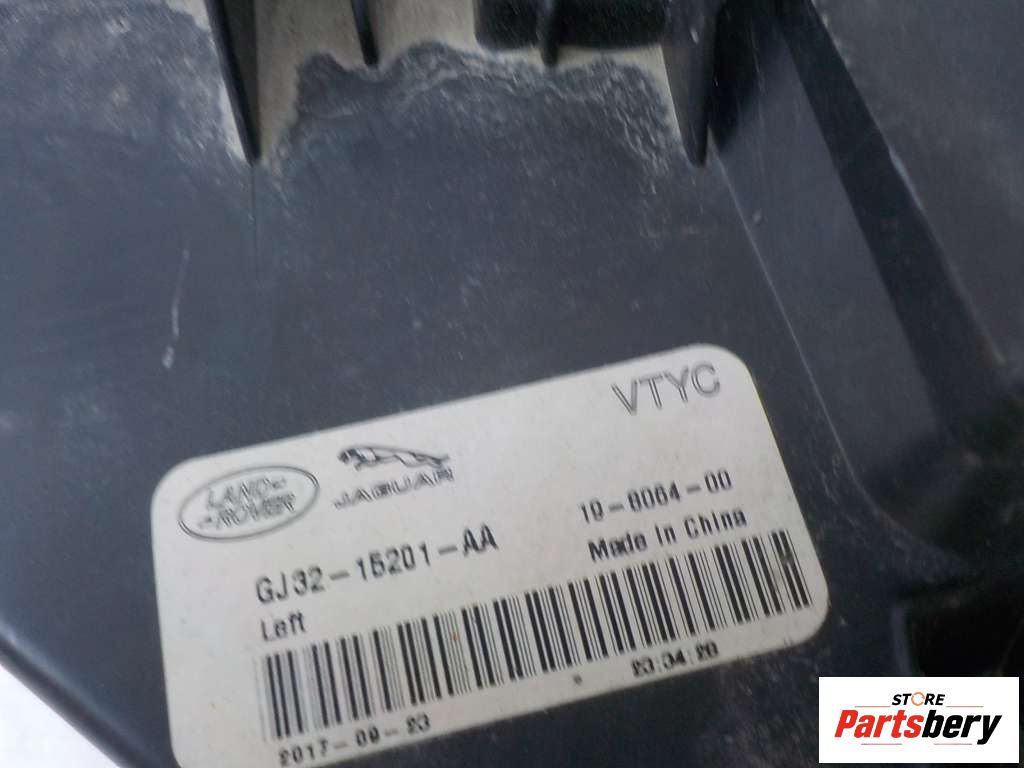 VTYC
LAND-
-ROVER
JAGUAR
GJ32-15201-AA
19-6064-00
Left
Made in China
2017-09-23
23:34:20
STORE
Partsbery